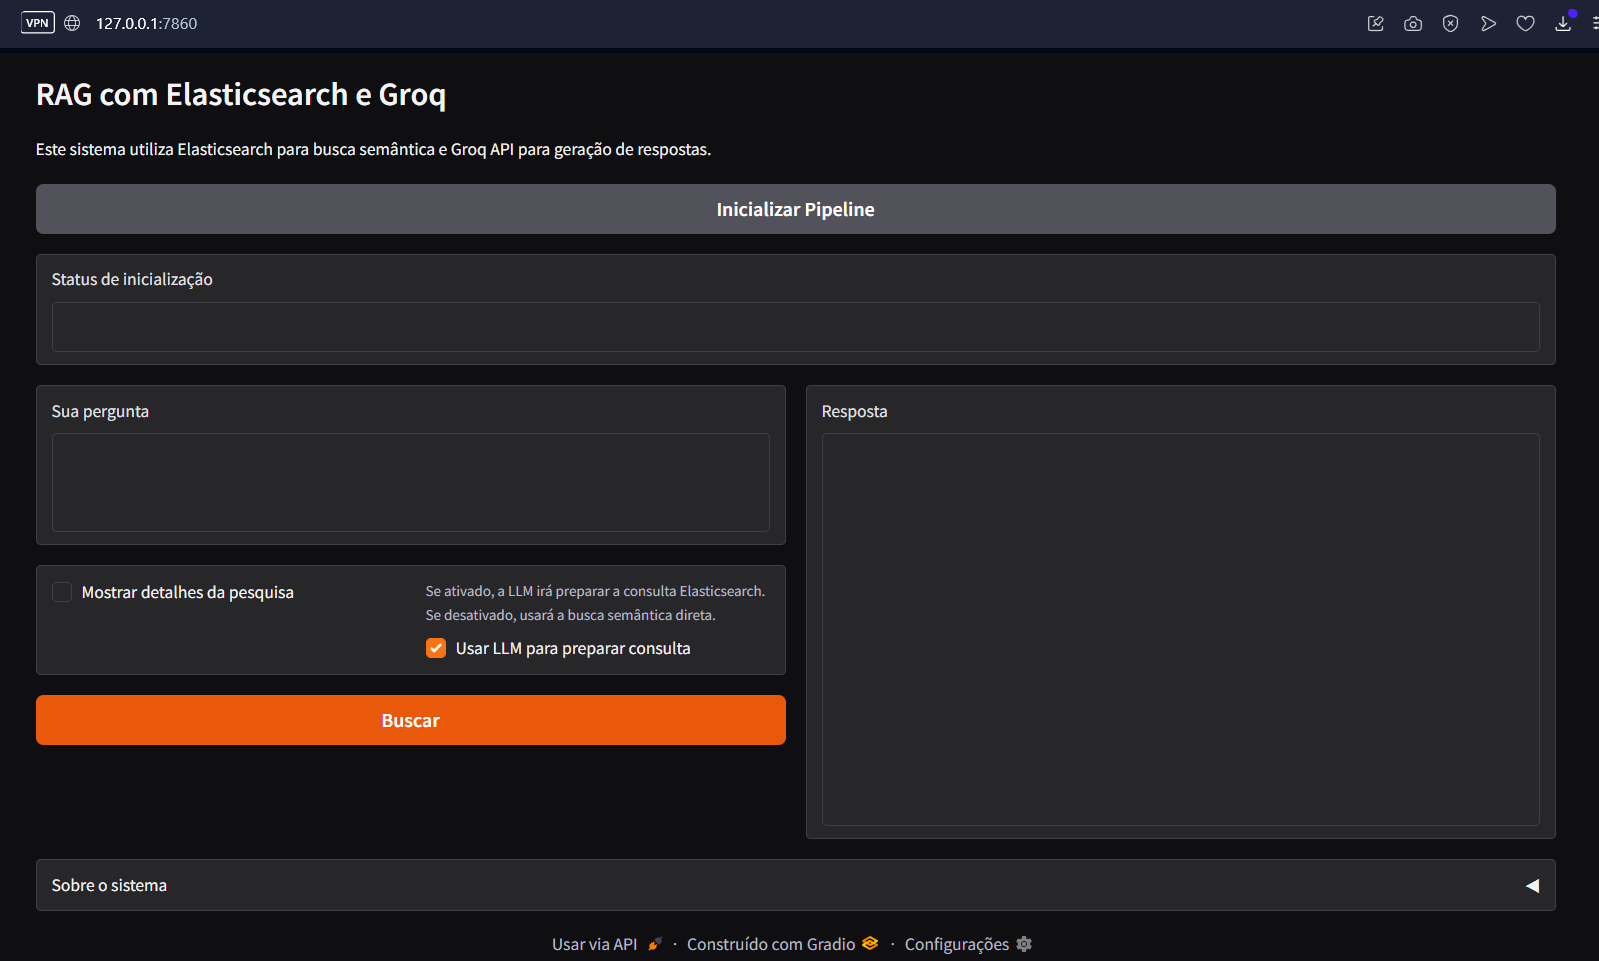 VPN 127.0.0.1:7860
RAG com Elasticsearch e Groq
Este sistema utiliza Elasticsearch para busca semântica e Groq API para geração de respostas.
Inicializar Pipeline
Status de inicialização
Sua pergunta
Resposta
Mostrar detalhes da pesquisa
Se ativado, a LLM irá preparar a consulta Elasticsearch.
Se desativado, usará a busca semântica direta.
Usar LLM para preparar consulta
Buscar
Sobre o sistema
Usar via API · Construído com Gradio · Configurações